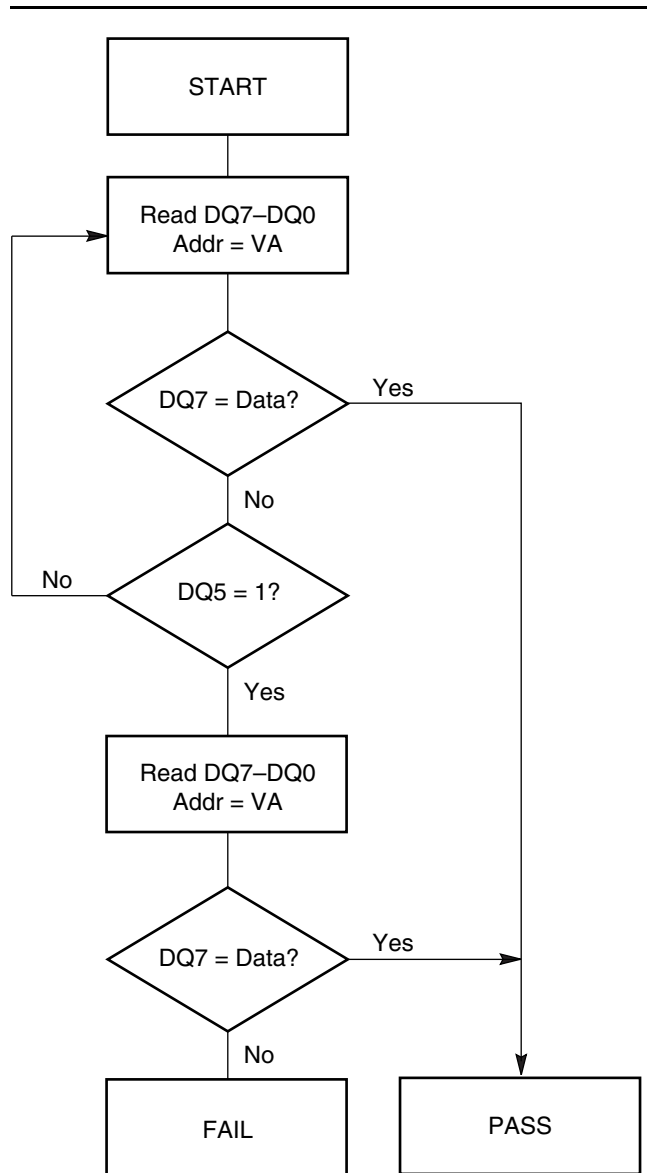 START
Read DQ7–DQ0
Addr = VA
DQ7 = Data?
Yes
No
No
DQ5 = 1?
Yes
Read DQ7–DQ0
Addr = VA
DQ7 = Data?
Yes
No
FAIL
PASS